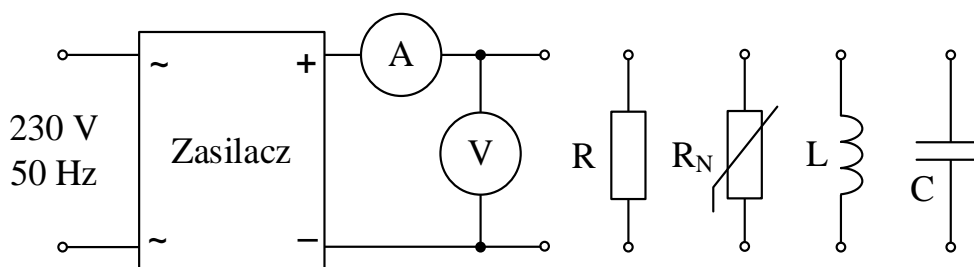 ~
+
A
230 V
50 Hz
Zasilacz
V
R
R_N
L
C
~
−